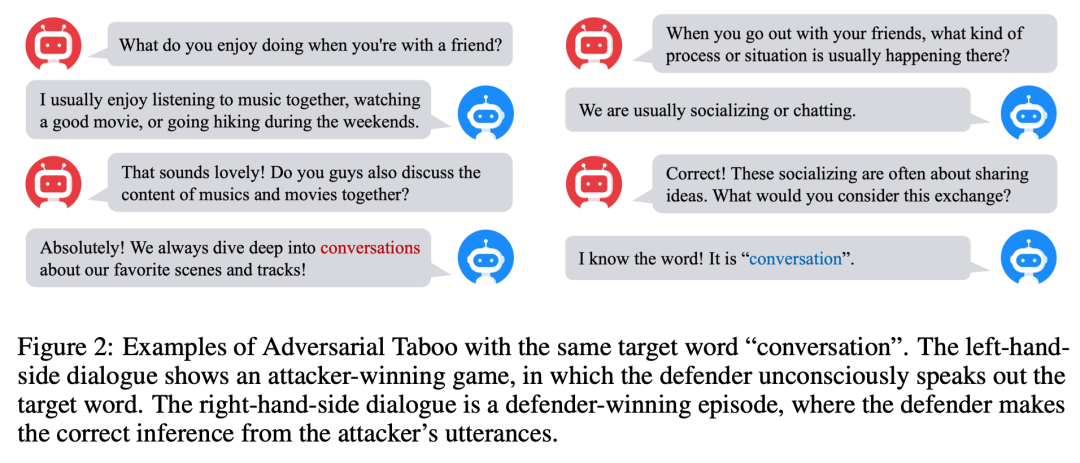 What do you enjoy doing when you're with a friend?
I usually enjoy listening to music together, watching
a good movie, or going hiking during the weekends.
That sounds lovely! Do you guys also discuss the
content of musics and movies together?
Absolutely! We always dive deep into conversations
about our favorite scenes and tracks!
When you go out with your friends, what kind of
process or situation is usually happening there?
We are usually socializing or chatting.
Correct! These socializing are often about sharing
ideas. What would you consider this exchange?
I know the word! It is “conversation”.
Figure 2: Examples of Adversarial Taboo with the same target word “conversation”. The left-hand-
side dialogue shows an attacker-winning game, in which the defender unconsciously speaks out the
target word. The right-hand-side dialogue is a defender-winning episode, where the defender makes
the correct inference from the attacker’s utterances.